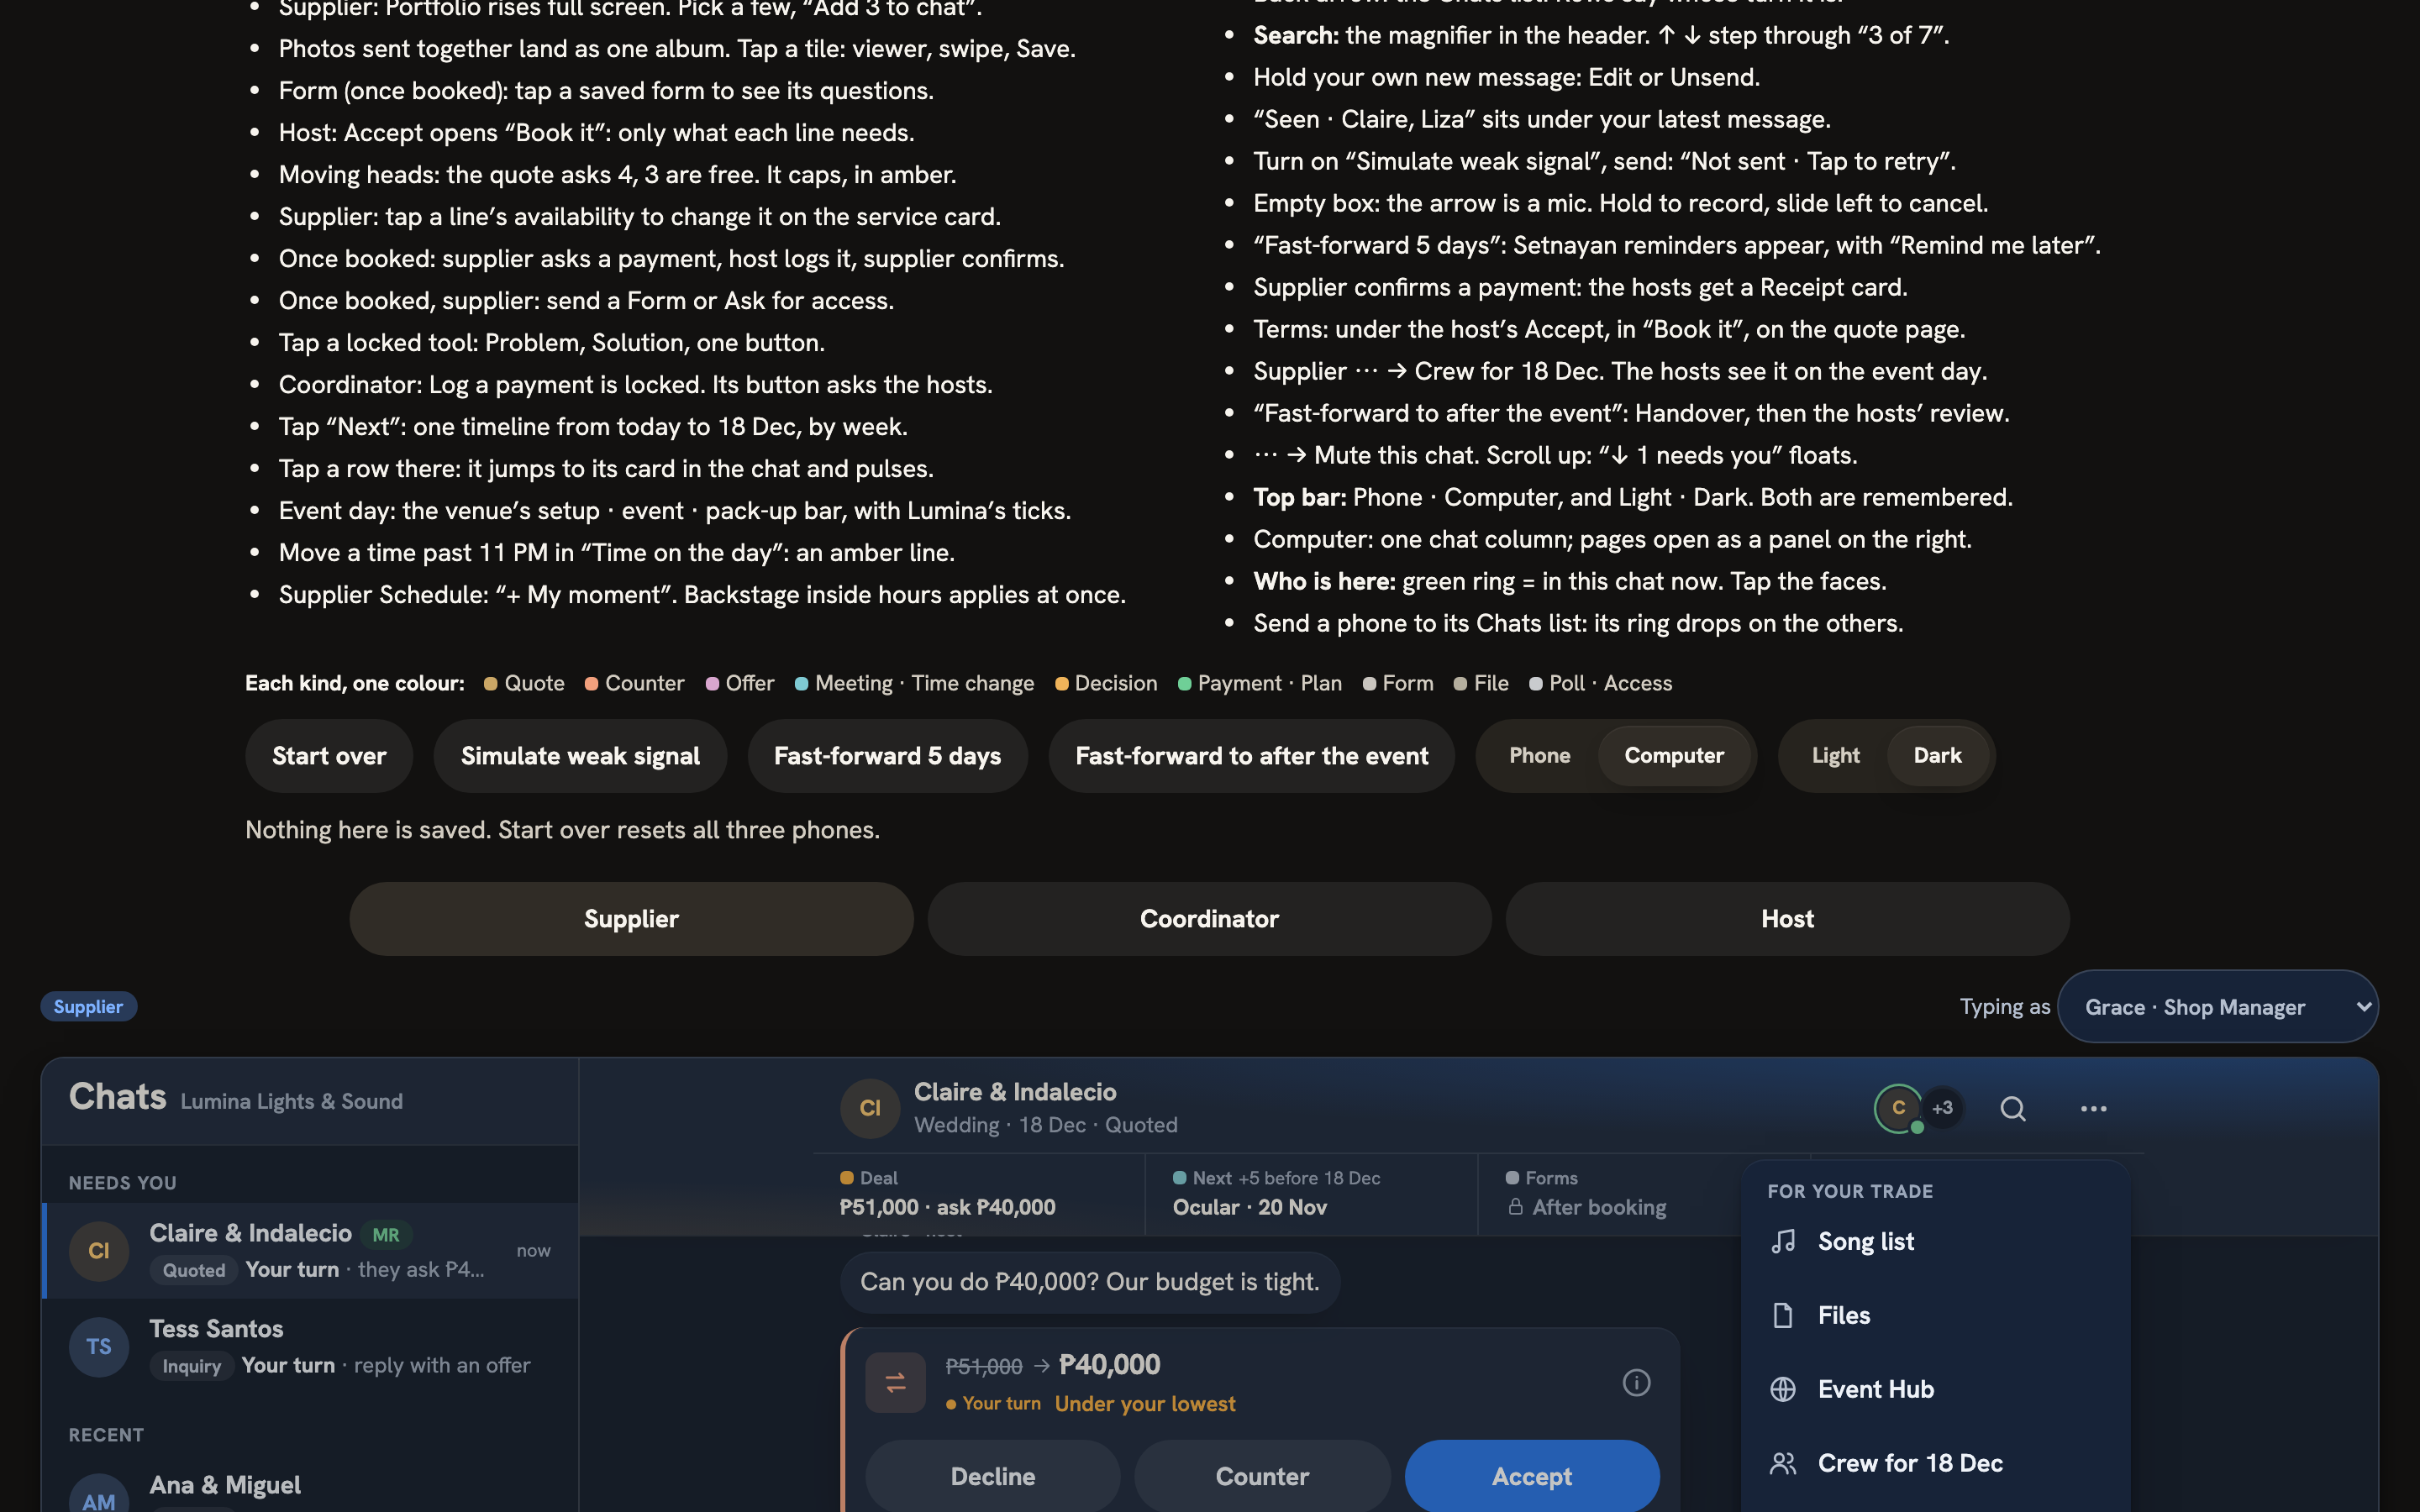 Supplier: Portfolio rises full screen. Pick a few, “Add 3 to chat”.
Photos sent together land as one album. Tap a tile: viewer, swipe, Save.
Form (once booked): tap a saved form to see its questions.
Host: Accept opens “Book it”: only what each line needs.
Moving heads: the quote asks 4, 3 are free. It caps, in amber.
Supplier: tap a line’s availability to change it on the service card.
Once booked: supplier asks a payment, host logs it, supplier confirms.
Once booked, supplier: send a Form or Ask for access.
Tap a locked tool: Problem, Solution, one button.
Coordinator: Log a payment is locked. Its button asks the hosts.
Tap “Next”: one timeline from today to 18 Dec, by week.
Tap a row there: it jumps to its card in the chat and pulses.
Event day: the venue’s setup · event · pack-up bar, with Lumina’s ticks.
Move a time past 11 PM in “Time on the day”: an amber line.
Supplier Schedule: “+ My moment”. Backstage inside hours applies at once.
Search: the magnifier in the header. ↑ ↓ step through “3 of 7”.
Hold your own new message: Edit or Unsend.
“Seen · Claire, Liza” sits under your latest message.
Turn on “Simulate weak signal”, send: “Not sent · Tap to retry”.
Empty box: the arrow is a mic. Hold to record, slide left to cancel.
“Fast-forward 5 days”: Setnayan reminders appear, with “Remind me later”.
Supplier confirms a payment: the hosts get a Receipt card.
Terms: under the host’s Accept, in “Book it”, on the quote page.
Supplier ··· → Crew for 18 Dec. The hosts see it on the event day.
“Fast-forward to after the event”: Handover, then the hosts’ review.
··· → Mute this chat. Scroll up: “↓ 1 needs you” floats.
Top bar: Phone · Computer, and Light · Dark. Both are remembered.
Computer: one chat column; pages open as a panel on the right.
Who is here: green ring = in this chat now. Tap the faces.
Send a phone to its Chats list: its ring drops on the others.
Each kind, one colour: Quote Counter Offer Meeting · Time change Decision Payment · Plan Form File Poll · Access
Start over Simulate weak signal Fast-forward 5 days Fast-forward to after the event Phone Computer Light Dark
Nothing here is saved. Start over resets all three phones.
Supplier Coordinator Host
Supplier Typing as Grace · Shop Manager
Chats Lumina Lights & Sound
NEEDS YOU
CI Claire & Indalecio MR now
Quoted Your turn · they ask ₱4...
TS Tess Santos
Inquiry Your turn · reply with an offer
RECENT
AM Ana & Miguel
CI Claire & Indalecio C +3
Wedding · 18 Dec · Quoted
Deal Next +5 before 18 Dec Forms
₱51,000 · ask ₱40,000 Ocular · 20 Nov After booking
Can you do ₱40,000? Our budget is tight.
₱51,000 → ₱40,000
Your turn Under your lowest
Decline Counter Accept
FOR YOUR TRADE
Song list
Files
Event Hub
Crew for 18 Dec